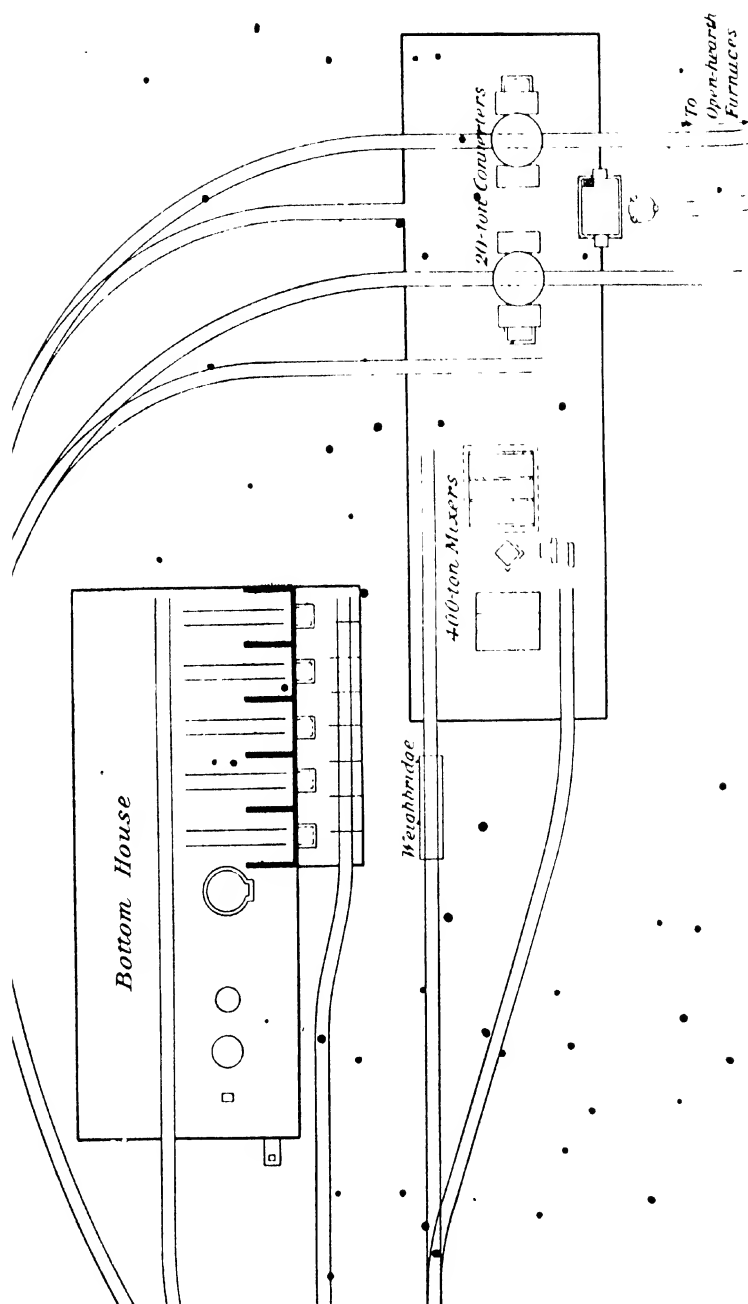 To
Open-hearth
Furnaces
20-ton Converters
400-ton Mixers
Weighbridge
Bottom House